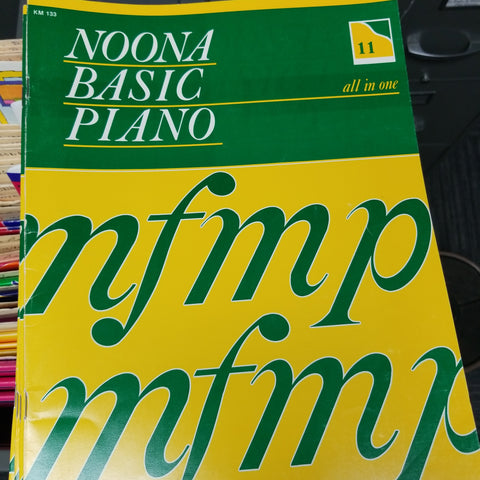 KM 133
NOONA
BASIC
PIANO
11
all in one
mfmp
mfmp